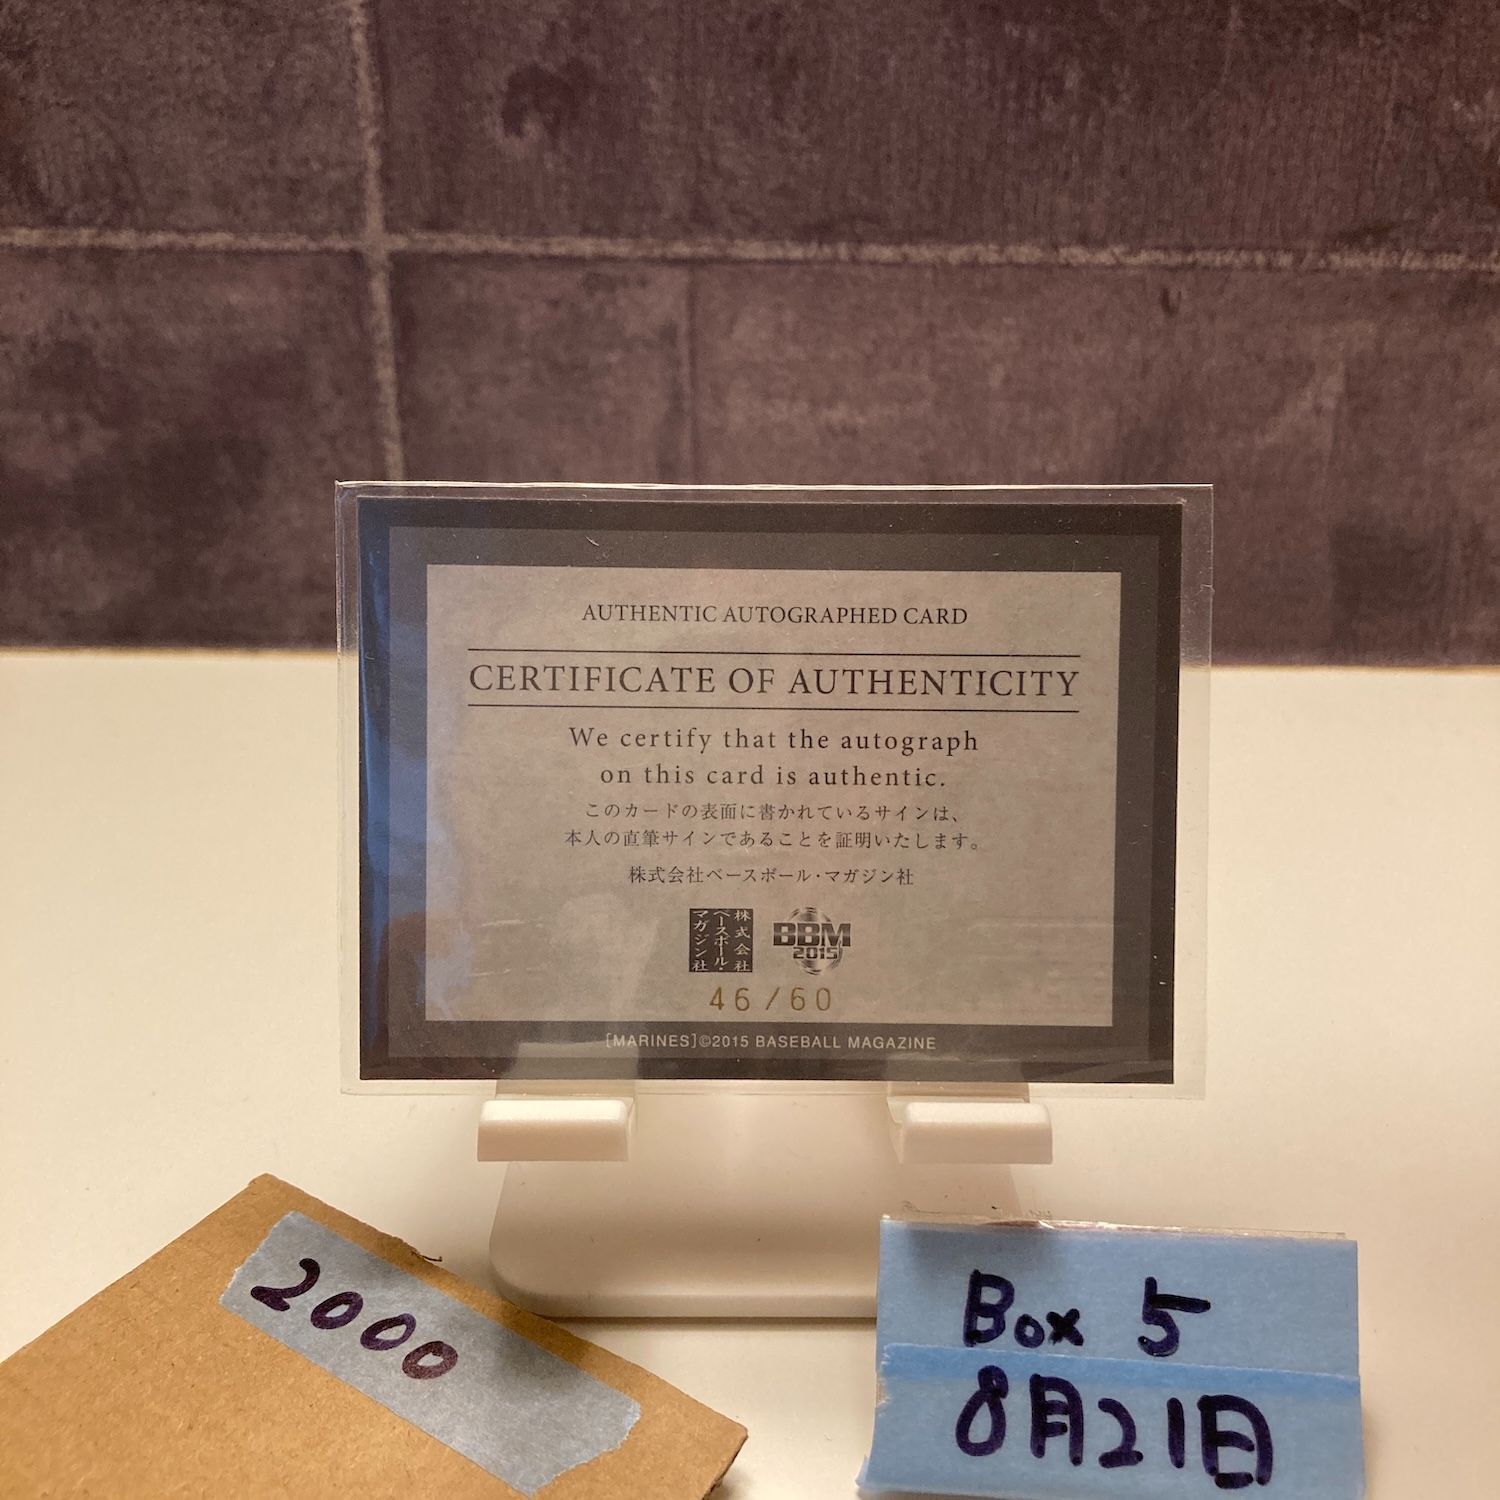 AUTHENTIC AUTOGRAPHED CARD
CERTIFICATE OF AUTHENTICITY
We certify that the autograph
on this card is authentic.
このカードの表面に書かれているサインは、
本人の直筆サインであることを証明いたします。
株式会社ベースボール・マガジン社
株式会社
ベースボール・
マガジン社
BBM
2015
46/60
[MARINES]©2015 BASEBALL MAGAZINE
2000
Box 5
8月21日